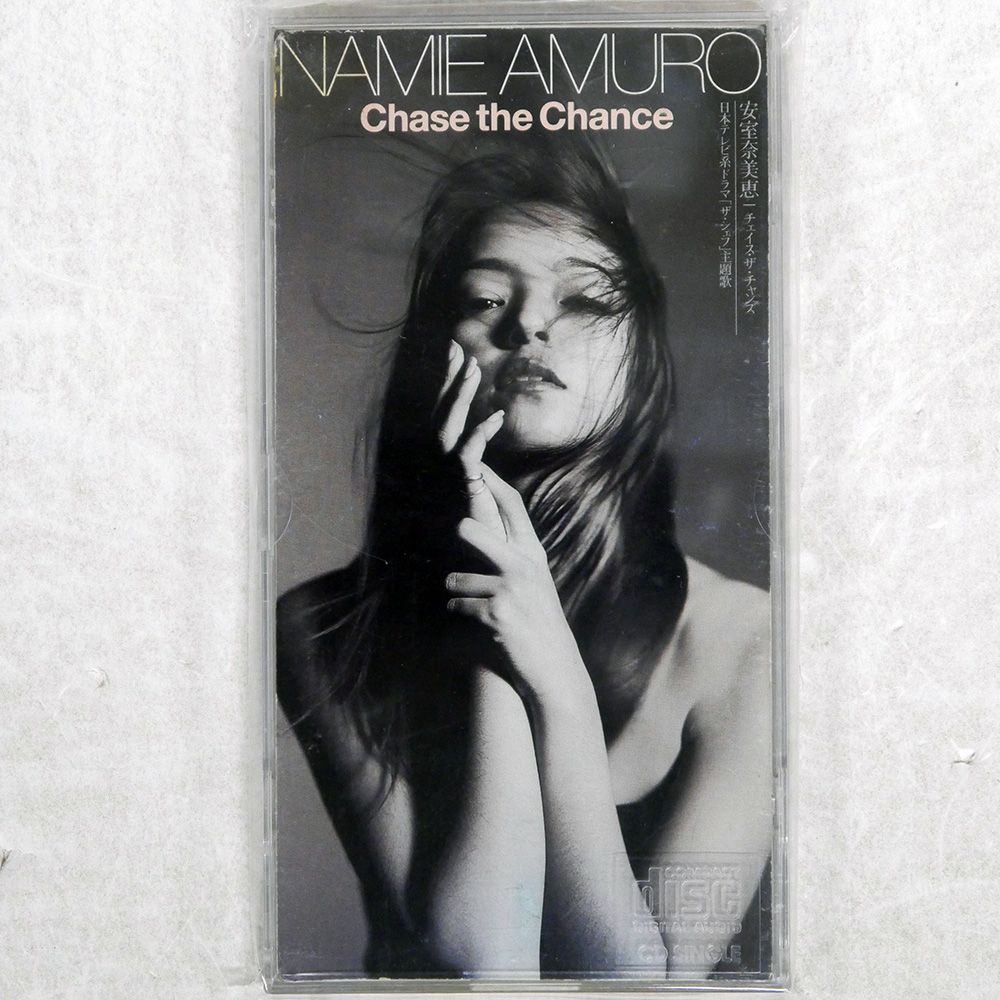 NAMIE AMURO
Chase the Chance
安室奈美恵｜チェイス・ザ・チャンス
日本テレビ系ドラマ「ザ・シェフ」主題歌
COMPACT
disc
DIGITAL AUDIO
CD SINGLE